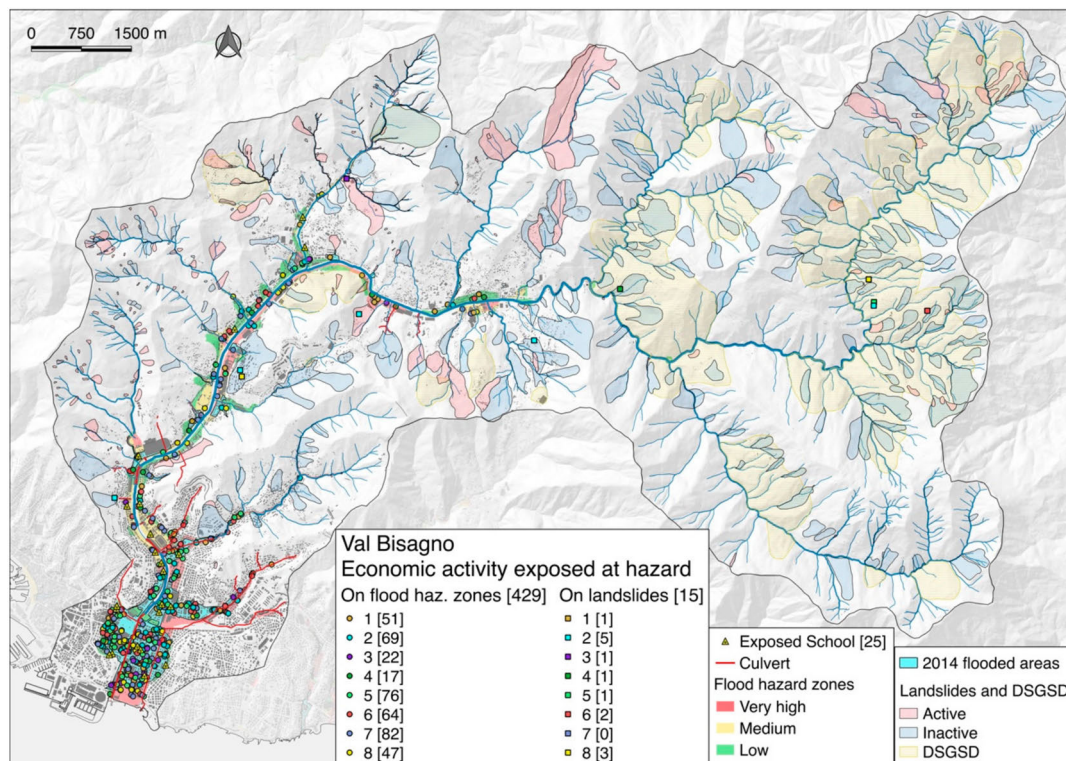 0 750 1500 m
Val Bisagno
Economic activity exposed at hazard
On flood haz. zones [429]
1 [51]
2 [69]
3 [22]
4 [17]
5 [76]
6 [64]
7 [82]
8 [47]
On landslides [15]
1 [1]
2 [5]
3 [1]
4 [1]
5 [1]
6 [2]
7 [0]
8 [3]
Exposed School [25]
Culvert
Flood hazard zones
Very high
Medium
Low
2014 flooded areas
Landslides and DSGSD
Active
Inactive
DSGSD